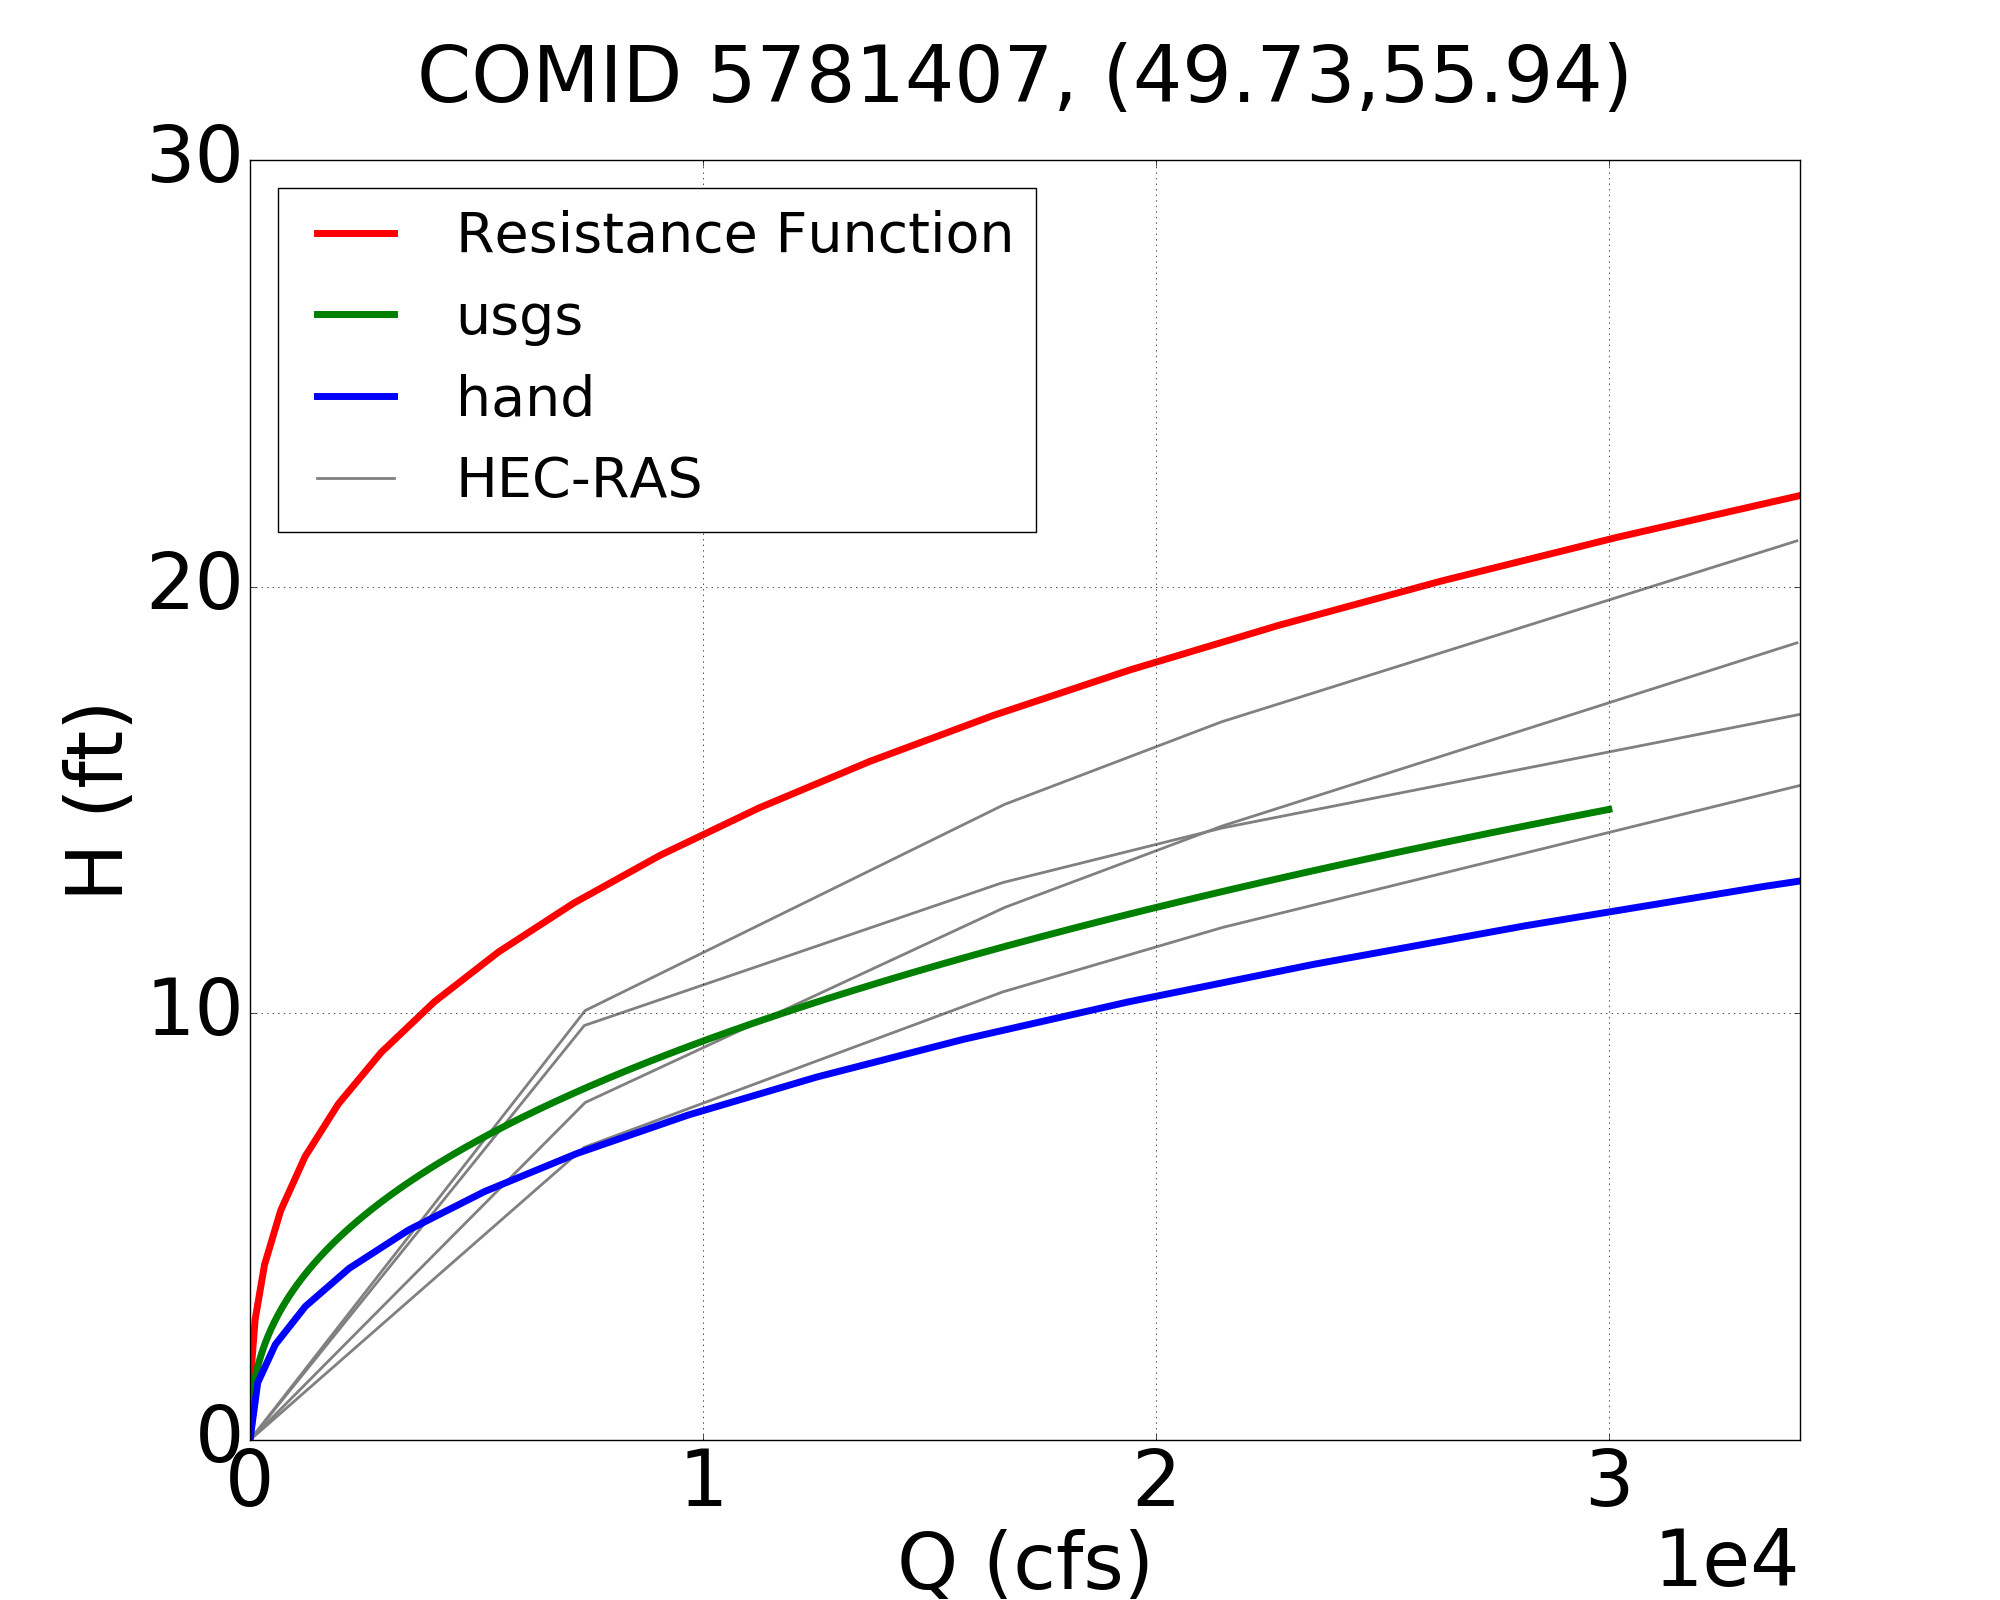 COMID 5781407, (49.73,55.94)
30
20
10
0
H (ft)
Resistance Function
usgs
hand
HEC-RAS
0 1 2 3
1e4
Q (cfs)